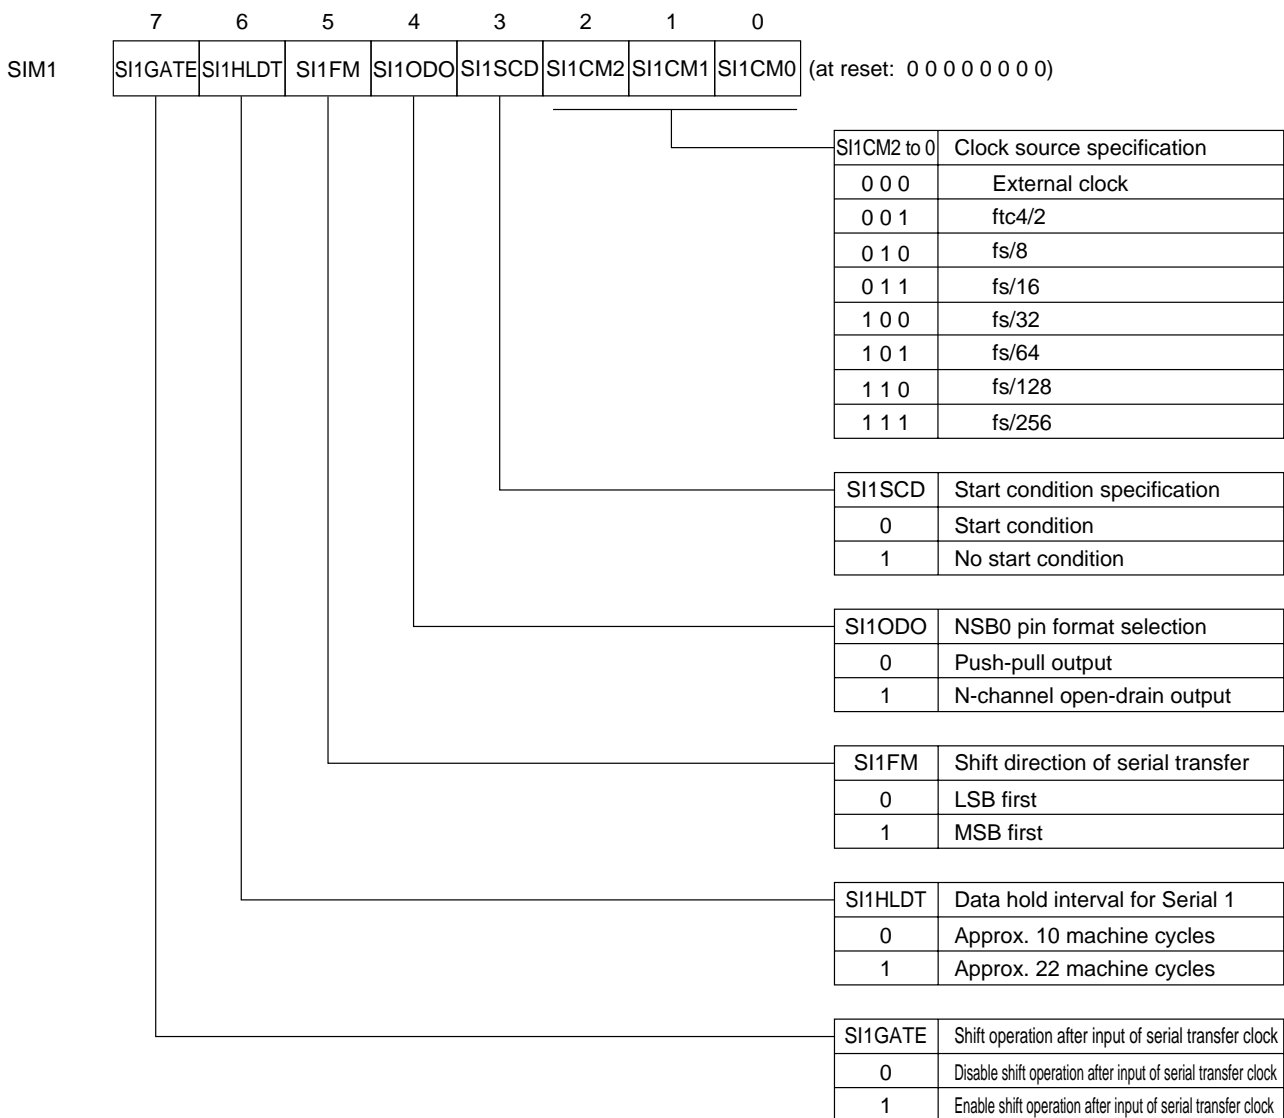 7 6 5 4 3 2 1 0
SIM1 SI1GATE SI1HLDT SI1FM SI1ODO SI1SCD SI1CM2 SI1CM1 SI1CM0 (at reset: 0 0 0 0 0 0 0 0)
SI1CM2 to 0 Clock source specification
0 0 0 External clock
0 0 1 ftc4/2
0 1 0 fs/8
0 1 1 fs/16
1 0 0 fs/32
1 0 1 fs/64
1 1 0 fs/128
1 1 1 fs/256
SI1SCD Start condition specification
0 Start condition
1 No start condition
SI1ODO NSB0 pin format selection
0 Push-pull output
1 N-channel open-drain output
SI1FM Shift direction of serial transfer
0 LSB first
1 MSB first
SI1HLDT Data hold interval for Serial 1
0 Approx. 10 machine cycles
1 Approx. 22 machine cycles
SI1GATE Shift operation after input of serial transfer clock
0 Disable shift operation after input of serial transfer clock
1 Enable shift operation after input of serial transfer clock